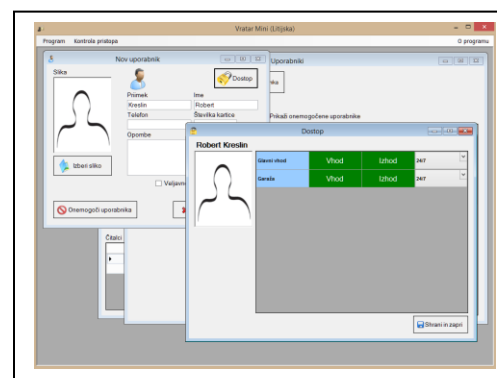 Vratar Mini (Litijska)
Program Kontrola pristopa O programu
Nov uporabnik
Uporabniki
Slika
Dostop
Priimek Ime
Kreslin Robert
Telefon Številka kartice
Prikaži onemogočene uporabnike
Opombe
Dostop
Robert Kreslin
Glavni vhod Vhod Izhod 24/7
Garaža Vhod Izhod 24/7
Izberi sliko
Onemogoči uporabnika
Čitalci
Shrani in zapri